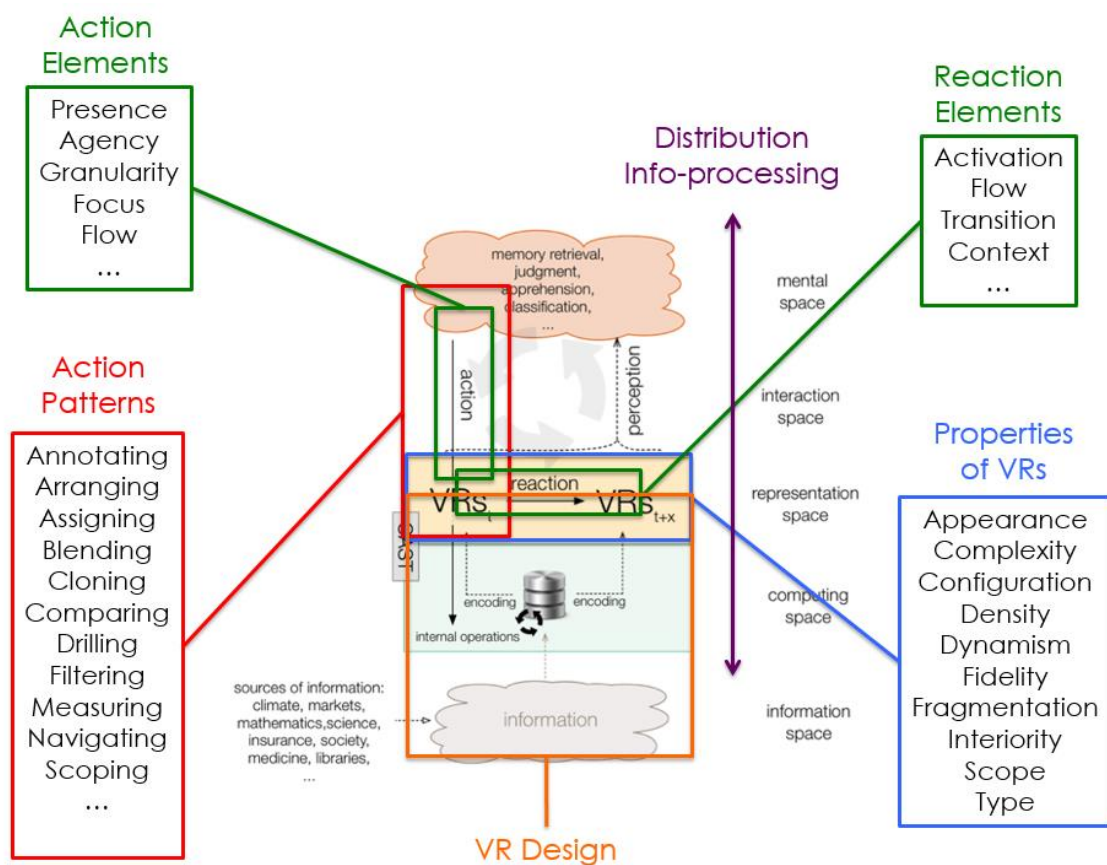 Action
Elements
Presence
Agency
Granularity
Focus
Flow
...
Reaction
Elements
Activation
Flow
Transition
Context
...
Distribution
Info-processing
memory retrieval,
judgment,
apprehension,
classification,
...
mental
space
action
perception
interaction
space
Action
Patterns
Annotating
Arranging
Assigning
Blending
Cloning
Comparing
Drilling
Filtering
Measuring
Navigating
Scoping
...
Properties
of VRs
Appearance
Complexity
Configuration
Density
Dynamism
Fidelity
Fragmentation
Interiority
Scope
Type
reaction
VRs t
VRs t+x
representation
space
encoding
encoding
computing
space
internal operations
sources of information:
climate, markets,
mathematics,science,
insurance, society,
medicine, libraries,
...
information
information
space
VR Design